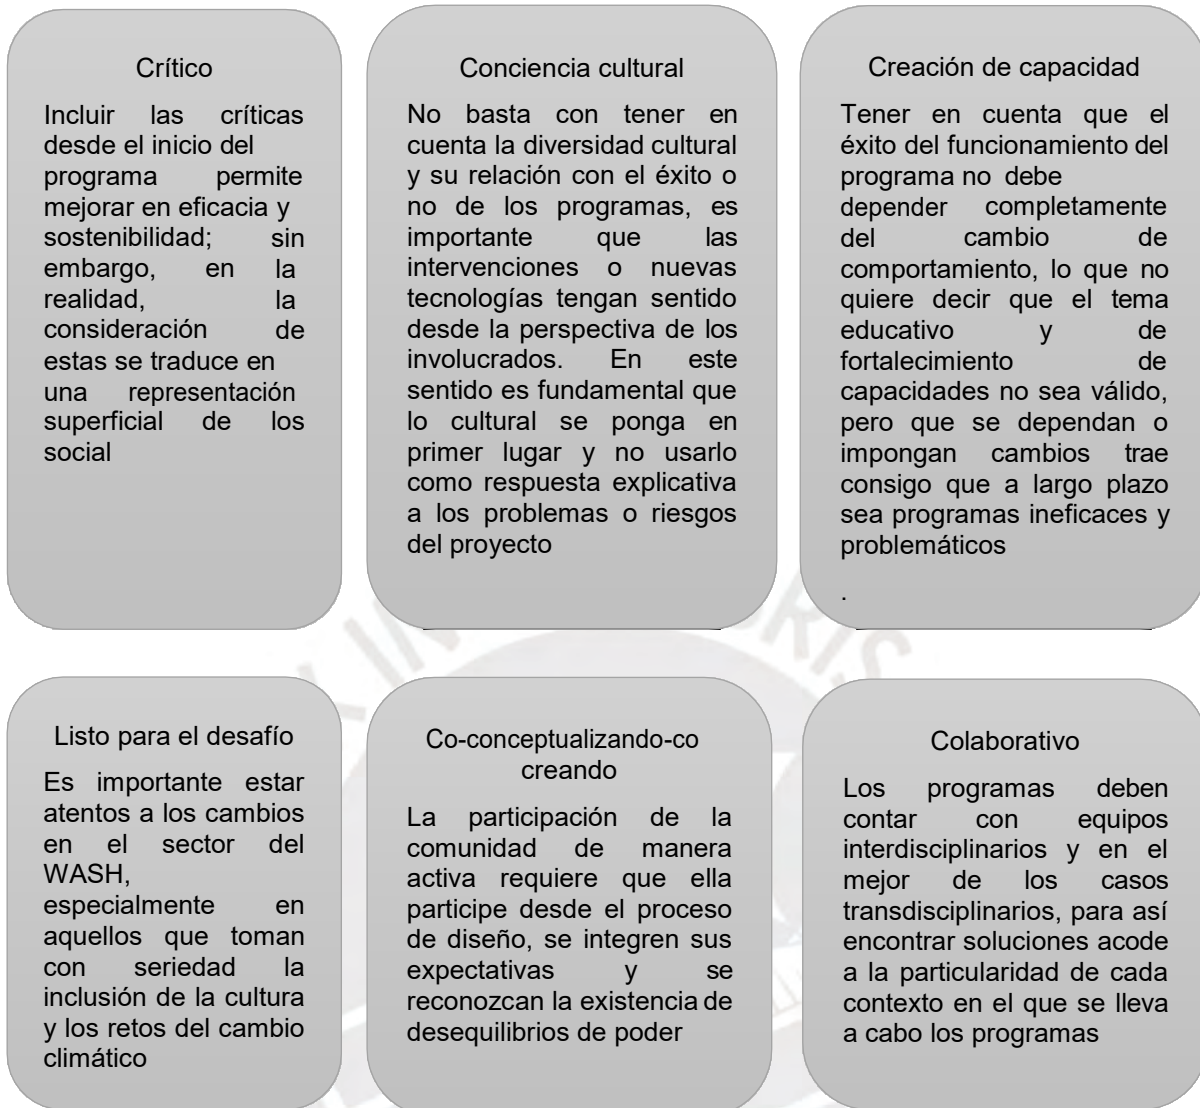 Crítico
Incluir las críticas
desde el inicio del
programa permite
mejorar en eficacia y
sostenibilidad; sin
embargo, en la
realidad, la
consideración de
estas se traduce en
una representación
superficial de los
social
Conciencia cultural
No basta con tener en
cuenta la diversidad cultural
y su relación con el éxito o
no de los programas, es
importante que las
intervenciones o nuevas
tecnologías tengan sentido
desde la perspectiva de los
involucrados. En este
sentido es fundamental que
lo cultural se ponga en
primer lugar y no usarlo
como respuesta explicativa
a los problemas o riesgos
del proyecto
Creación de capacidad
Tener en cuenta que el
éxito del funcionamiento del
programa no debe
depender completamente
del cambio de
comportamiento, lo que no
quiere decir que el tema
educativo y de
fortalecimiento de
capacidades no sea válido,
pero que se dependan o
impongan cambios trae
consigo que a largo plazo
sea programas ineficaces y
problemáticos
.
Listo para el desafío
Es importante estar
atentos a los cambios
en el sector del
WASH,
especialmente en
aquellos que toman
con seriedad la
inclusión de la cultura
y los retos del cambio
climático
Co-conceptualizando-co
creando
La participación de la
comunidad de manera
activa requiere que ella
participe desde el proceso
de diseño, se integren sus
expectativas y se
reconozcan la existencia de
desequilibrios de poder
Colaborativo
Los programas deben
contar con equipos
interdisciplinarios y en el
mejor de los casos
transdisciplinarios, para así
encontrar soluciones acode
a la particularidad de cada
contexto en el que se lleva
a cabo los programas